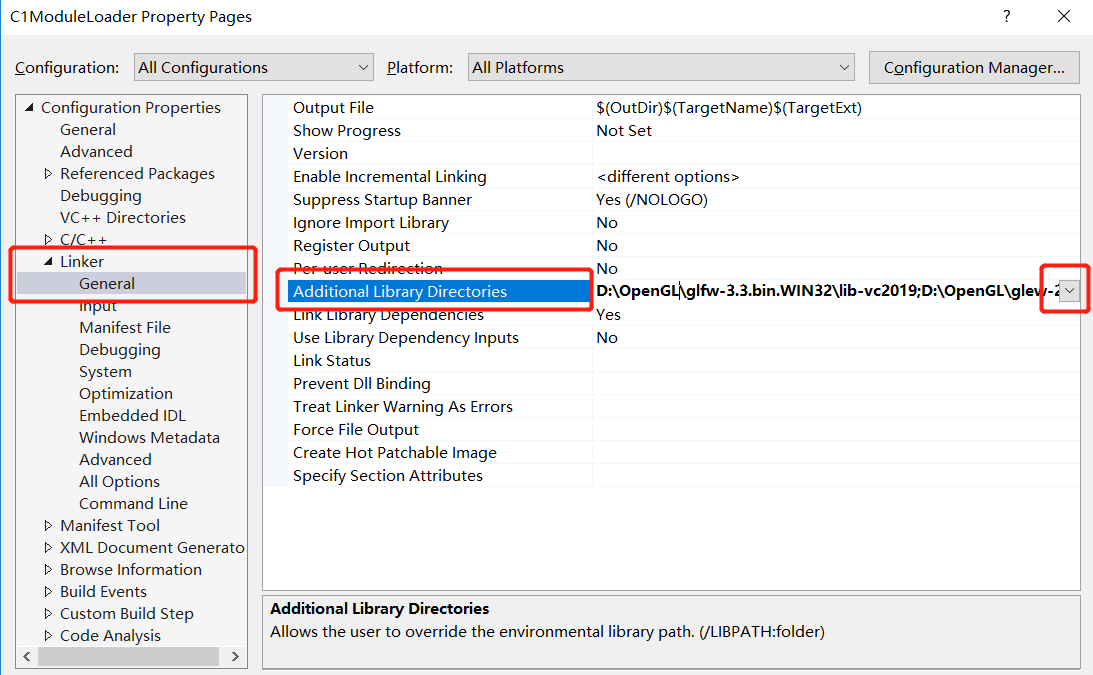 C1ModuleLoader Property Pages
?
Configuration: All Configurations Platform: All Platforms Configuration Manager...
Configuration Properties
General
Advanced
Referenced Packages
Debugging
VC++ Directories
C/C++
Linker
General
Input
Manifest File
Debugging
System
Optimization
Embedded IDL
Windows Metadata
Advanced
All Options
Command Line
Manifest Tool
XML Document Generato
Browse Information
Build Events
Custom Build Step
Code Analysis
Output File $(OutDir)$(TargetName)$(TargetExt)
Show Progress Not Set
Version
Enable Incremental Linking <different options>
Suppress Startup Banner Yes (/NOLOGO)
Ignore Import Library No
Register Output No
Per-user Redirection No
Additional Library Directories D:\OpenGL\glfw-3.3.bin.WIN32\lib-vc2019;D:\OpenGL\glew-2
Link Library Dependencies Yes
Use Library Dependency Inputs No
Link Status
Prevent Dll Binding
Treat Linker Warning As Errors
Force File Output
Create Hot Patchable Image
Specify Section Attributes
Additional Library Directories
Allows the user to override the environmental library path. (/LIBPATH:folder)